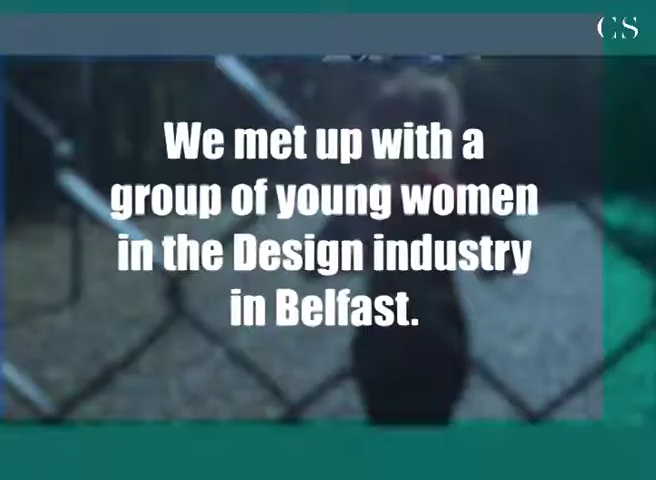 CS
We met up with a
group of young women
in the Design industry
in Belfast.